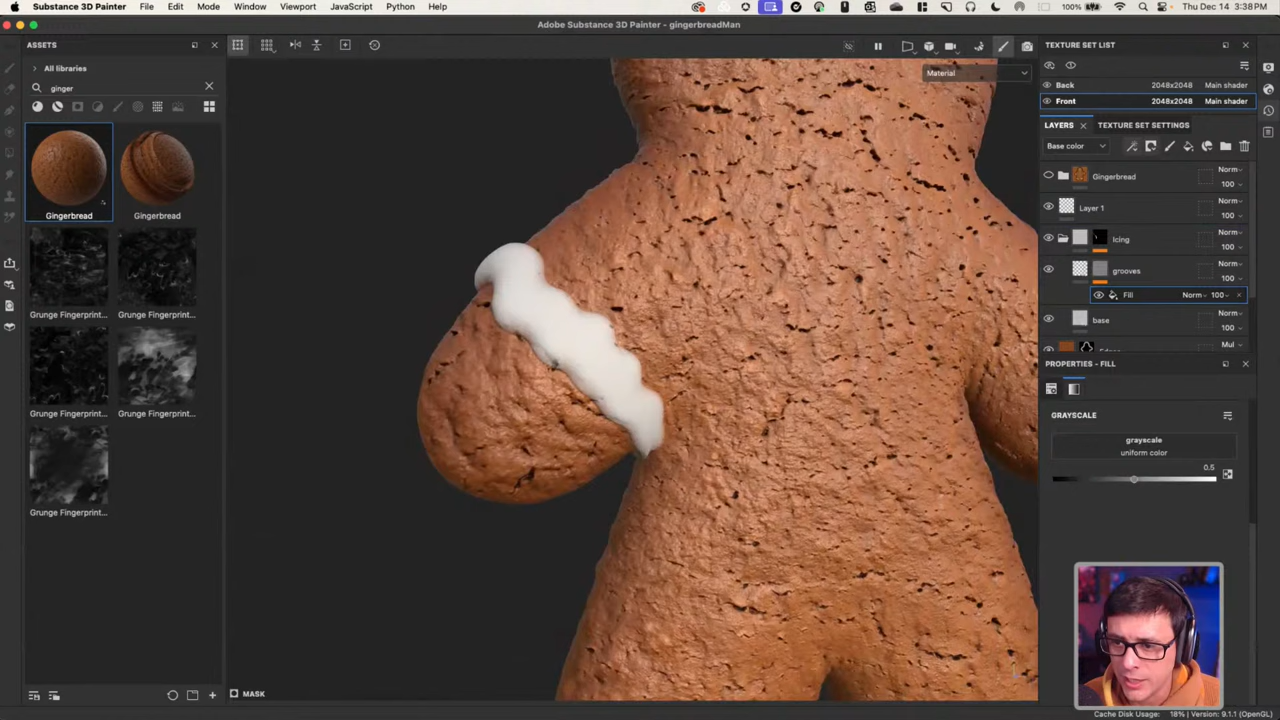 Substance 3D Painter File Edit Mode Window Viewport JavaScript Python Help 100% Thu Dec 14 3:38 PM
Adobe Substance 3D Painter - gingerbreadMan
ASSETS
All libraries
ginger
Gingerbread Gingerbread
Grunge Fingerprint... Grunge Fingerprint...
Grunge Fingerprint... Grunge Fingerprint...
Grunge Fingerprint...
Material
MASK
TEXTURE SET LIST
Back 2048x2048 Main shader
Front 2048x2048 Main shader
LAYERS TEXTURE SET SETTINGS
Base color
Gingerbread Norm 100
Layer 1 Norm 100
Icing Norm 100
grooves Norm 100
Fill Norm 100
base Norm 100
Mul
PROPERTIES - FILL
GRAYSCALE
grayscale
uniform color
0.5
Cache Disk Usage: 18% | Version: 9.1.1 (OpenGL)